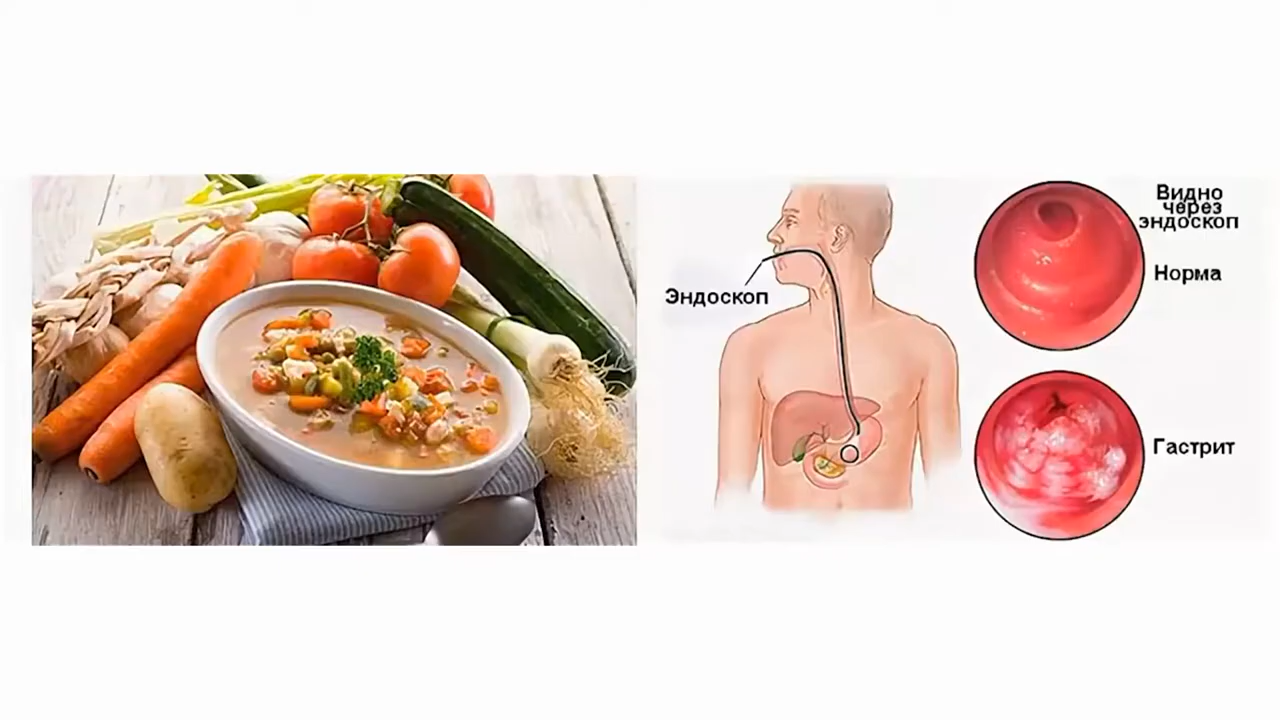 Эндоскоп
Видно
через
эндоскоп
Норма
Гастрит